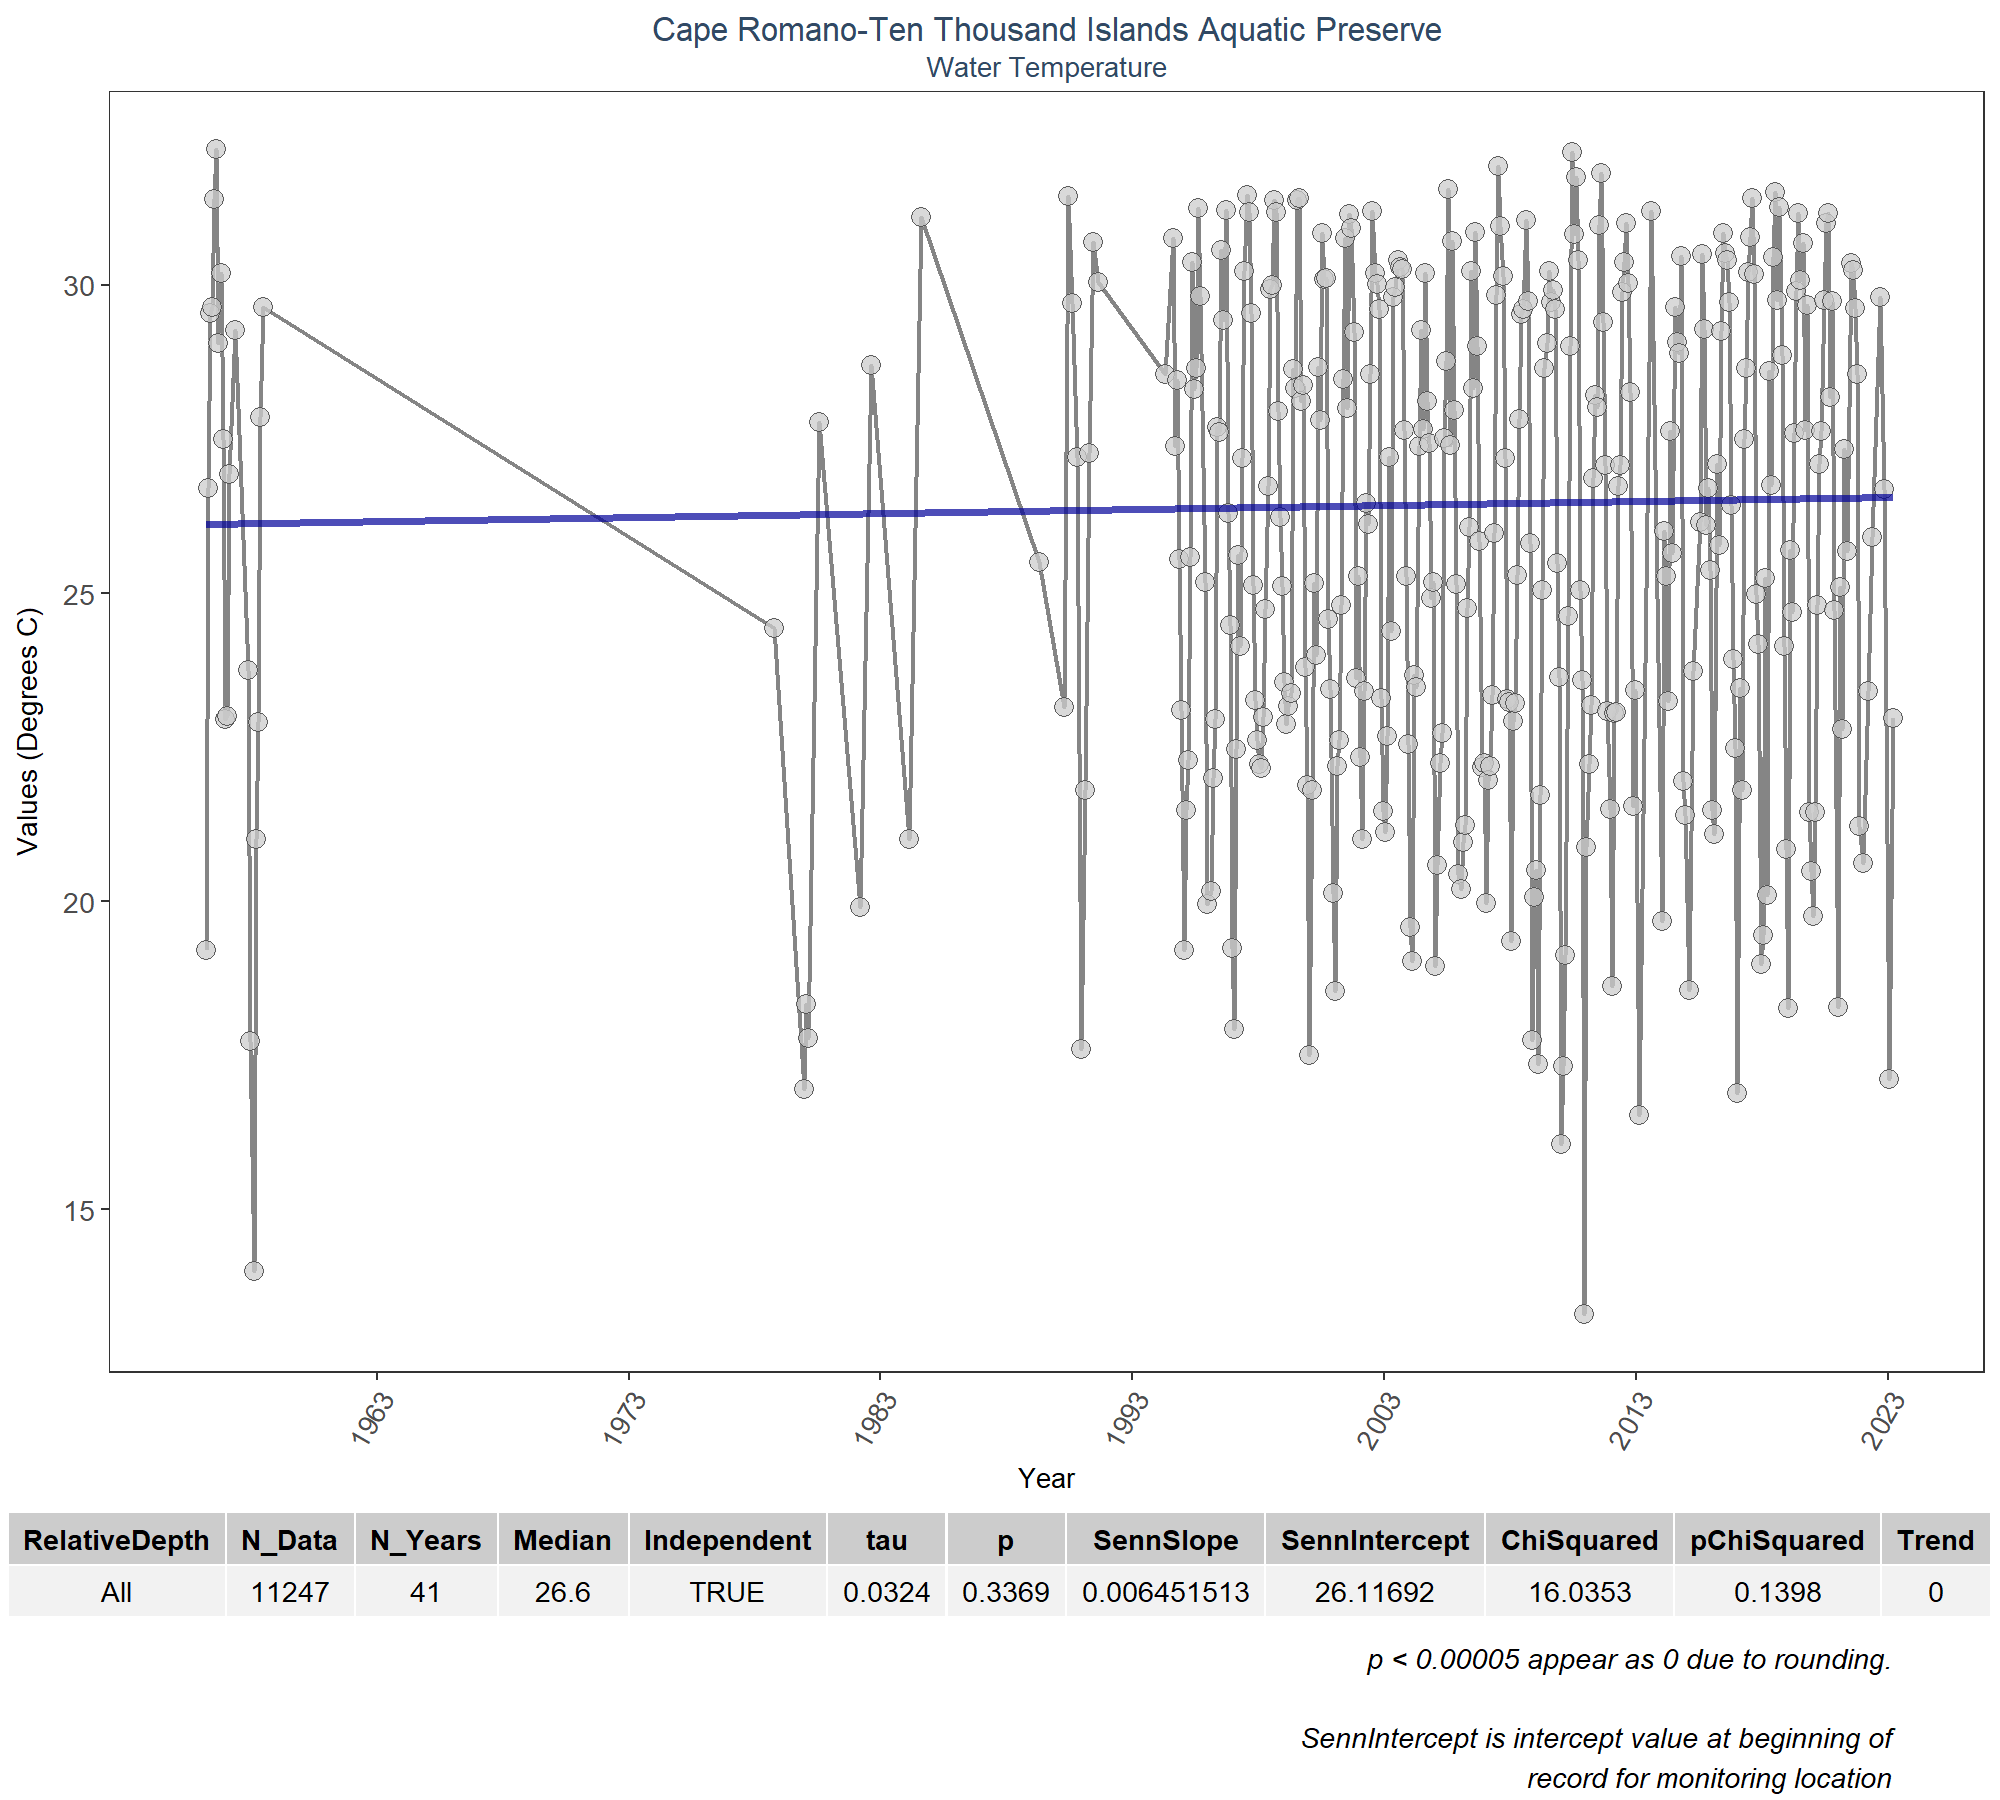 Cape Romano-Ten Thousand Islands Aquatic Preserve
Water Temperature
30
25
20
15
Values (Degrees C)
1963 1973 1983 1993 2003 2013 2023
Year
RelativeDepth N_Data N_Years Median Independent tau p SennSlope SennIntercept ChiSquared pChiSquared Trend
All 11247 41 26.6 TRUE 0.0324 0.3369 0.006451513 26.11692 16.0353 0.1398 0
p < 0.00005 appear as 0 due to rounding.
SennIntercept is intercept value at beginning of
record for monitoring location